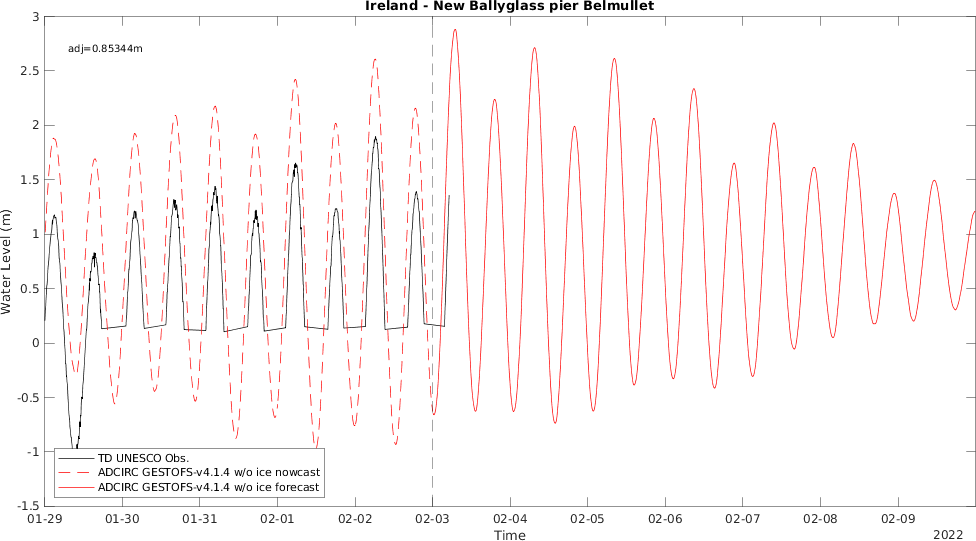 Ireland - New Ballyglass pier Belmullet
3
2.5
2
1.5
1
0.5
0
-0.5
-1
-1.5
Water Level (m)
adj=0.85344m
TD UNESCO Obs.
ADCIRC GESTOFS-v4.1.4 w/o ice nowcast
ADCIRC GESTOFS-v4.1.4 w/o ice forecast
01-29 01-30 01-31 02-01 02-02 02-03 02-04 02-05 02-06 02-07 02-08 02-09
Time
2022